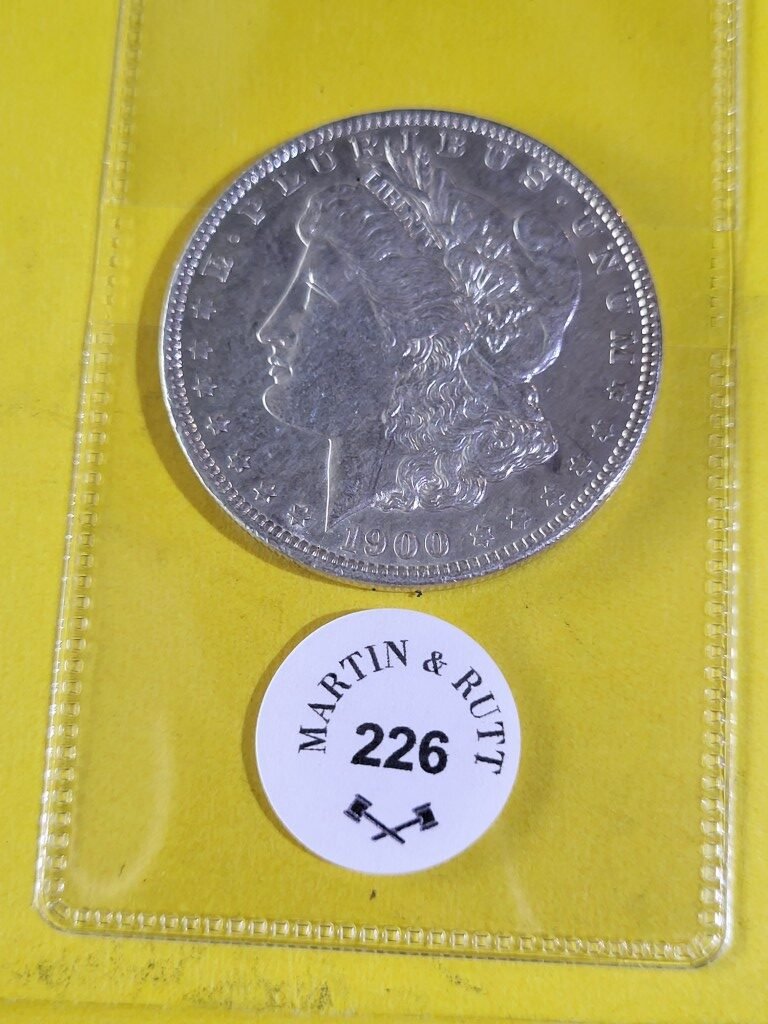 E·PLURIBUS·UNUM
LIBERTY
1900
MARTIN & RUTT
226